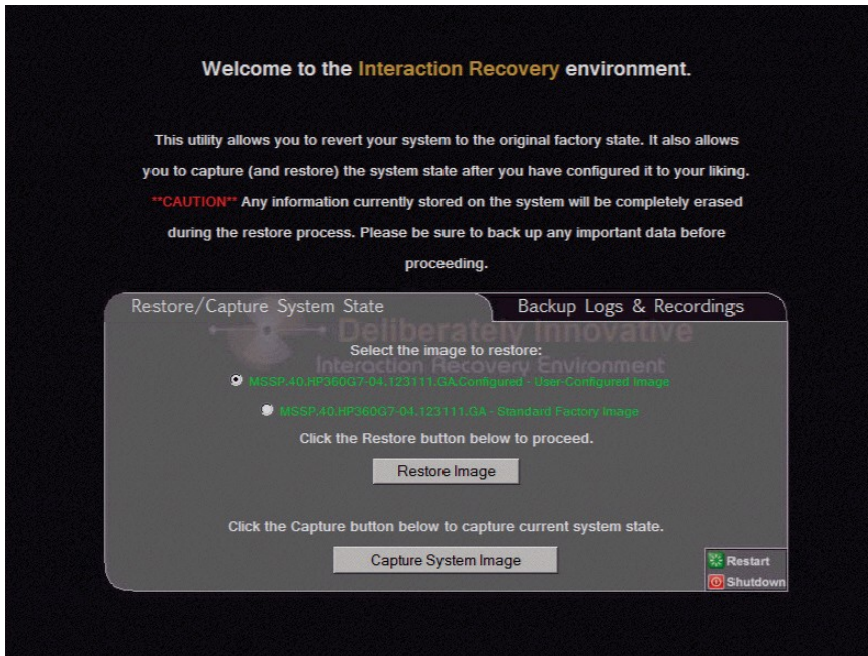 Welcome to the Interaction Recovery environment.
This utility allows you to revert your system to the original factory state. It also allows
you to capture (and restore) the system state after you have configured it to your liking.
**CAUTION** Any information currently stored on the system will be completely erased
during the restore process. Please be sure to back up any important data before
proceeding.
Restore/Capture System State
Backup Logs & Recordings
Deliberately Innovative
Interaction Recovery Environment
Select the image to restore:
MSSP.40.HP360G7-04.123111.GA.Configured - User-Configured Image
MSSP.40.HP360G7-04.123111.GA - Standard Factory Image
Click the Restore button below to proceed.
Restore Image
Click the Capture button below to capture current system state.
Capture System Image
Restart
Shutdown